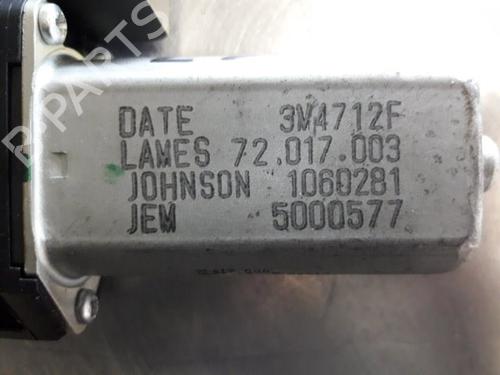 DATE 3M4712F
LAMES 72.017.003
JOHNSON 1060281
JEM 5000577
B-PARTS